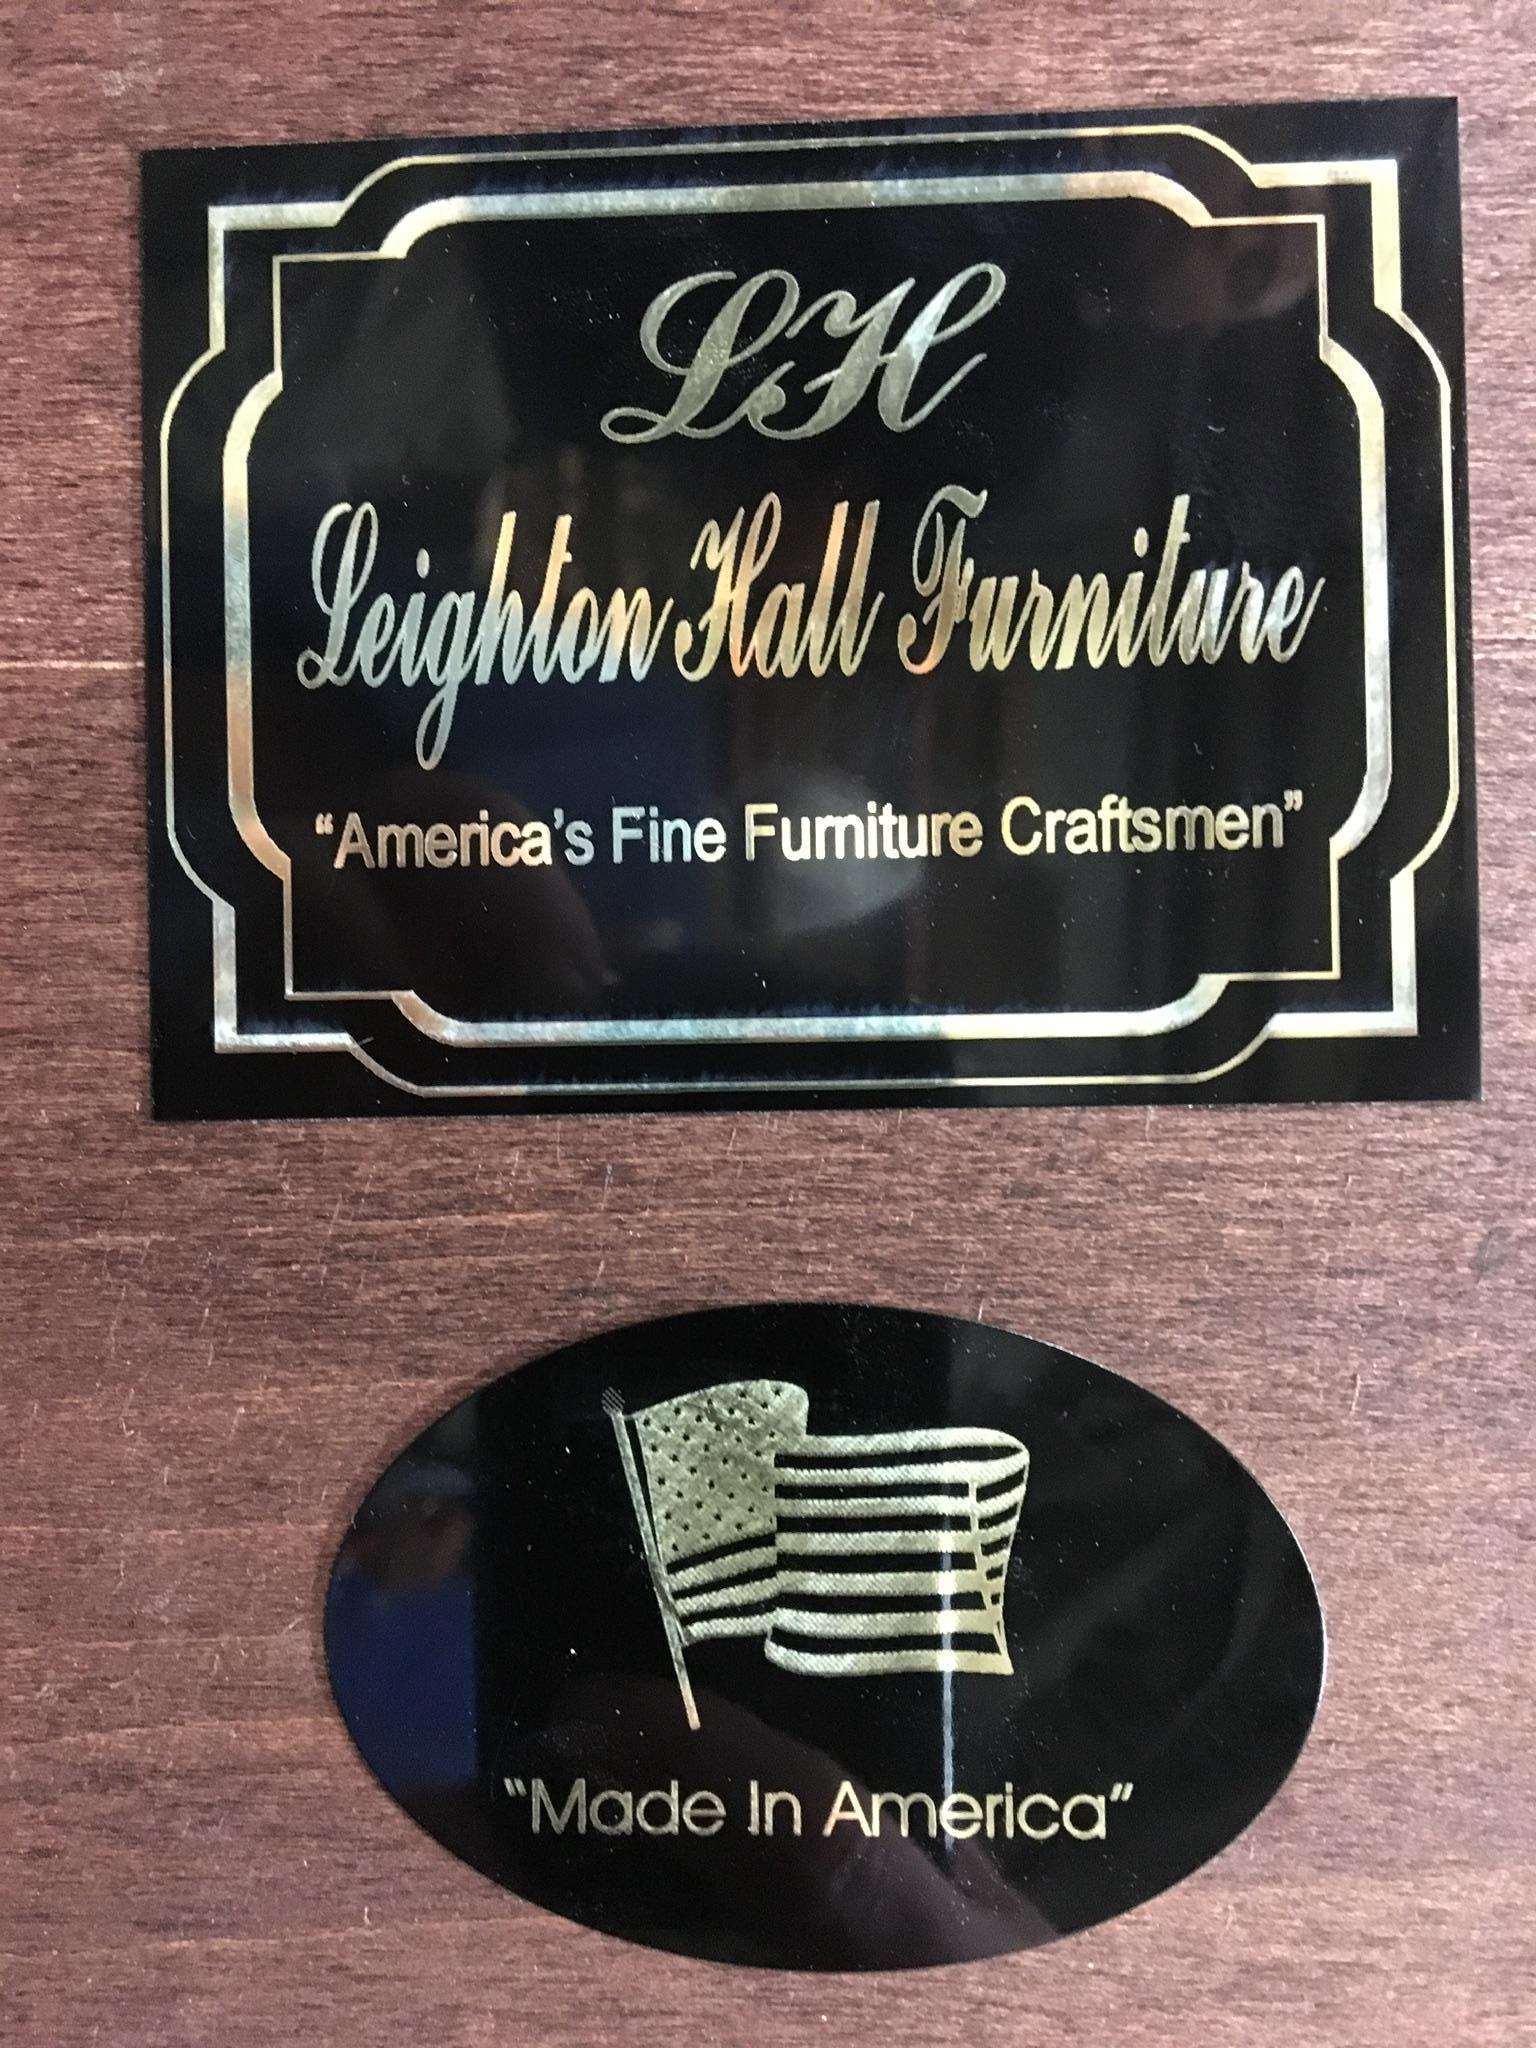 LH
Leighton Hall Furniture
“America's Fine Furniture Craftsmen”
"Made In America"